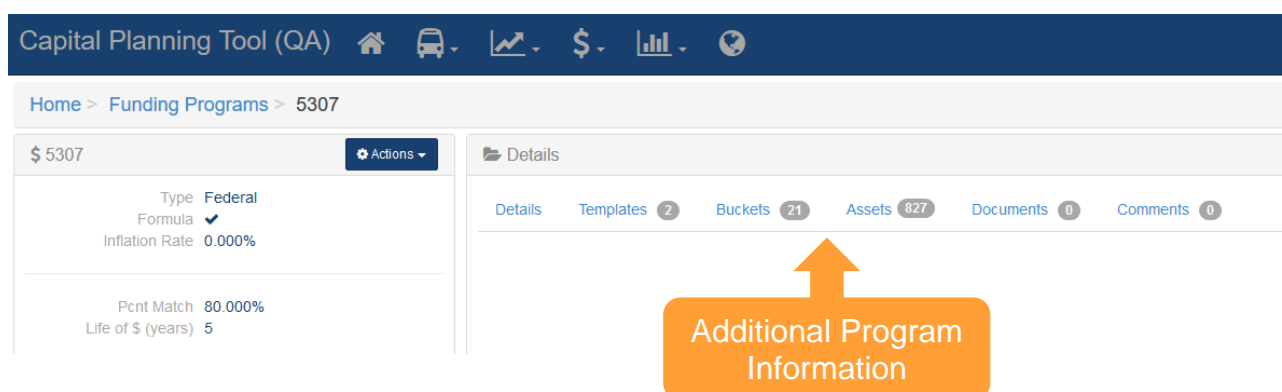 Capital Planning Tool (QA)
Home > Funding Programs > 5307
$ 5307 Actions
Type Federal
Formula ✔
Inflation Rate 0.000%
Pcnt Match 80.000%
Life of $ (years) 5
Details
Details Templates 2 Buckets 21 Assets 827 Documents 0 Comments 0
Additional Program
Information